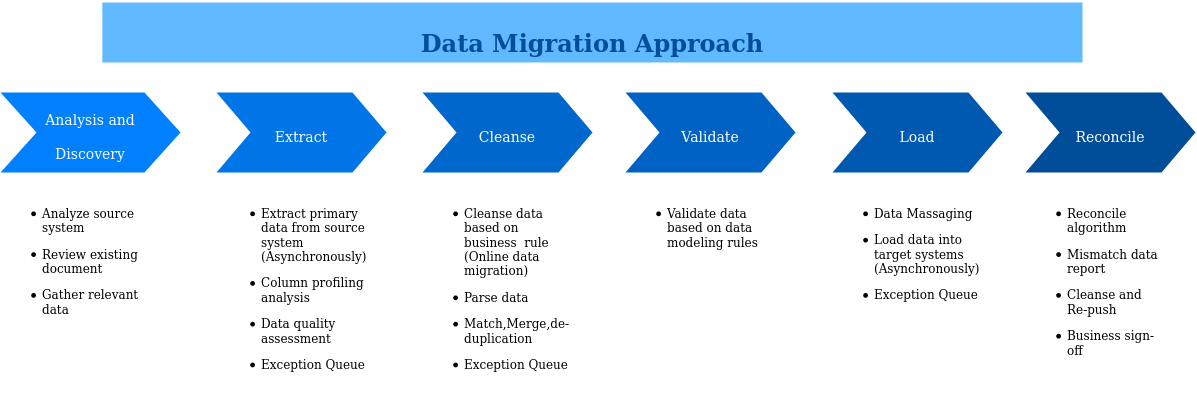 Data Migration Approach
Analysis and
Discovery
Extract
Cleanse
Validate
Load
Reconcile
• Analyze source
system
• Review existing
document
• Gather relevant
data
• Extract primary
data from source
system
(Asynchronously)
• Column profiling
analysis
• Data quality
assessment
• Exception Queue
• Cleanse data
based on
business  rule
(Online data
migration)
• Parse data
• Match,Merge,de-
duplication
• Exception Queue
• Validate data
based on data
modeling rules
• Data Massaging
• Load data into
target systems
(Asynchronously)
• Exception Queue
• Reconcile
algorithm
• Mismatch data
report
• Cleanse and
Re-push
• Business sign-
off